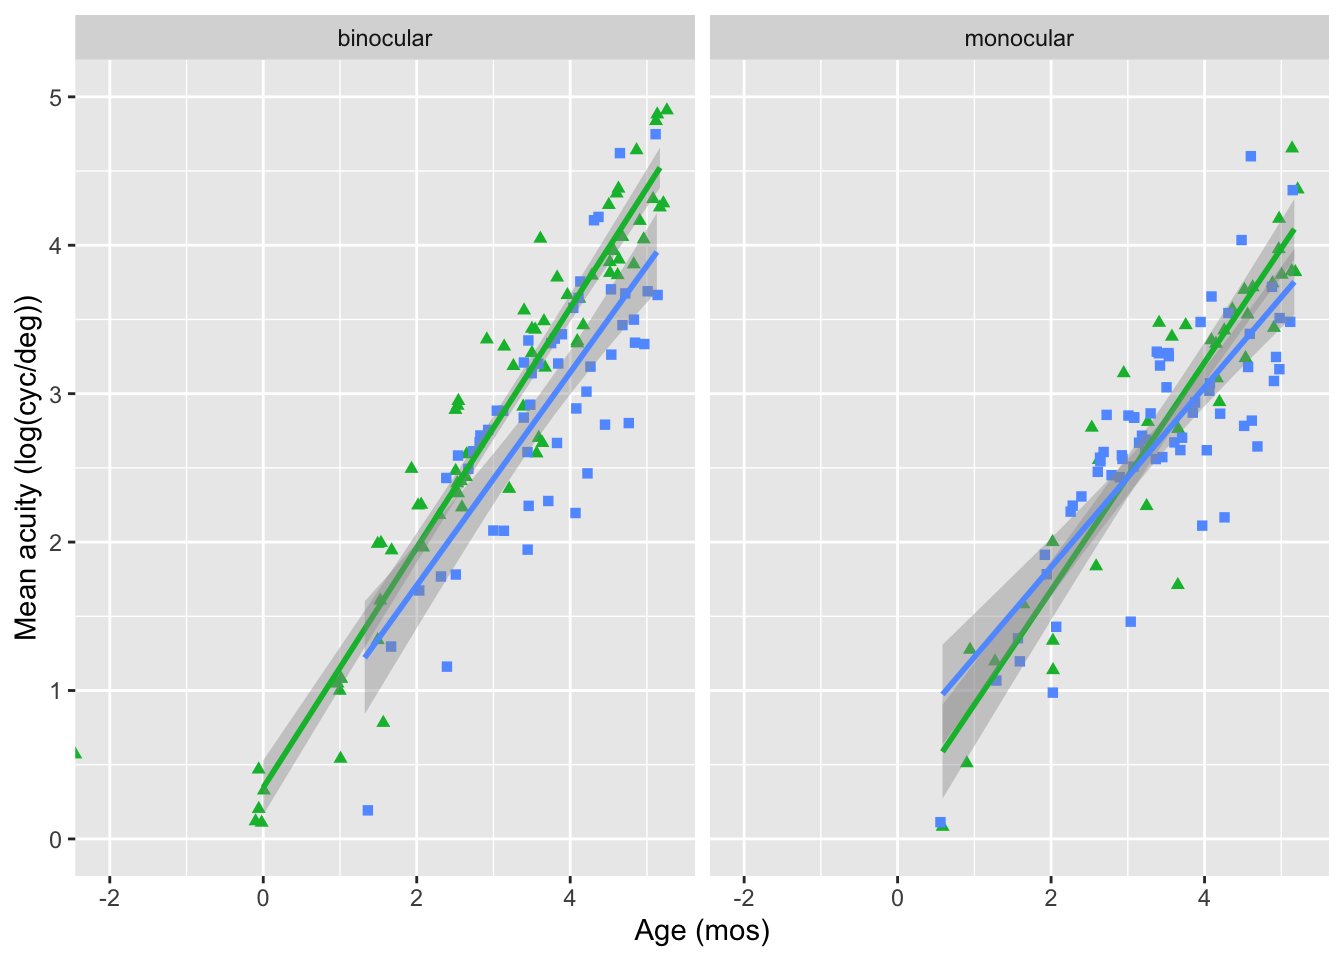 binocular
monocular
Mean acuity (log(cyc/deg))
5
4
3
2
1
0
-2 0 2 4
-2 0 2 4
Age (mos)